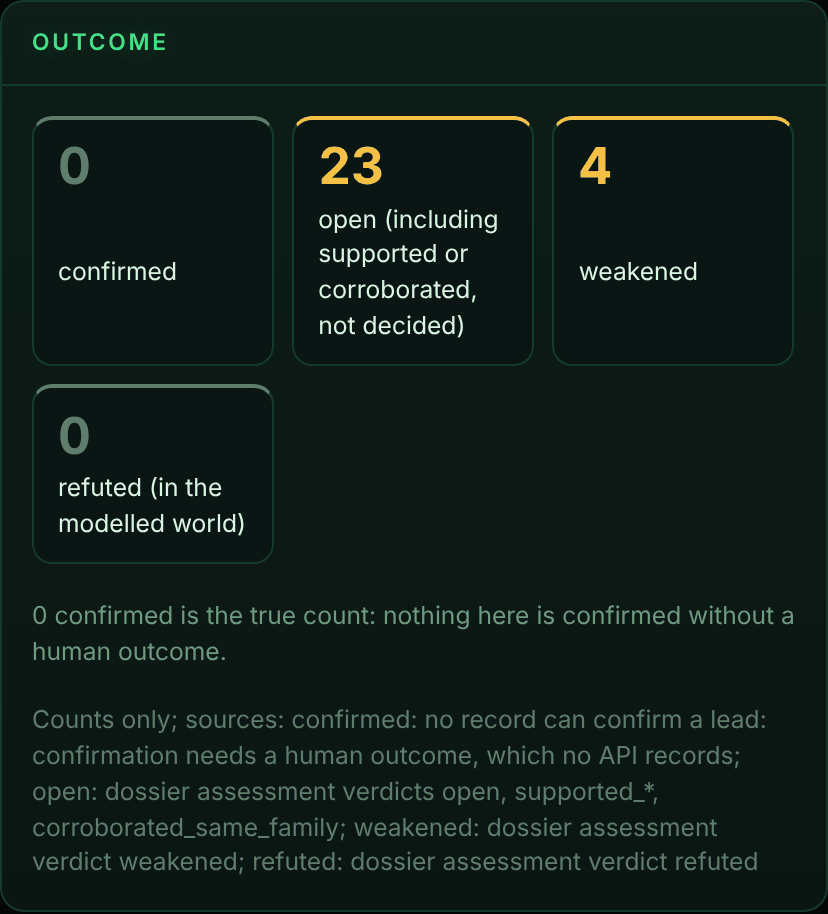 OUTCOME
0
confirmed
23
open (including
supported or
corroborated,
not decided)
4
weakened
0
refuted (in the
modelled world)
0 confirmed is the true count: nothing here is confirmed without a
human outcome.
Counts only; sources: confirmed: no record can confirm a lead:
confirmation needs a human outcome, which no API records;
open: dossier assessment verdicts open, supported_*,
corroborated_same_family; weakened: dossier assessment
verdict weakened; refuted: dossier assessment verdict refuted